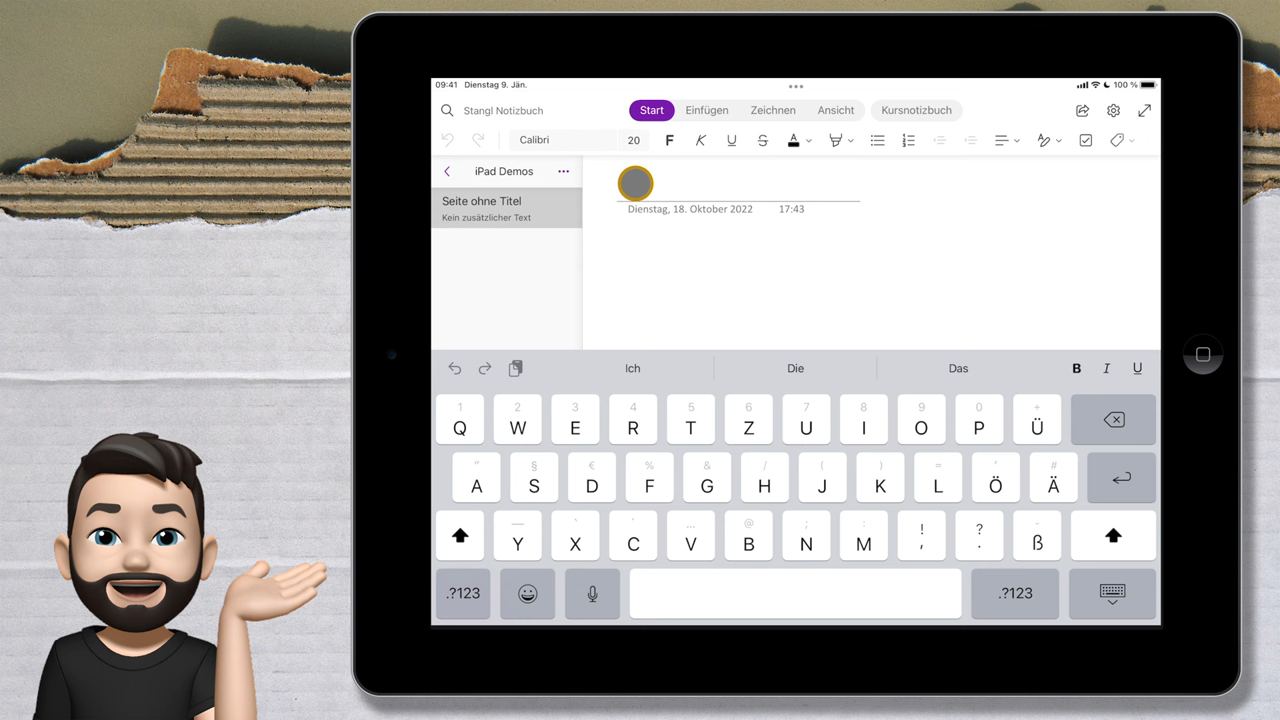 09:41 Dienstag 9. Jän. 100 %
Stangl Notizbuch Start Einfügen Zeichnen Ansicht Kursnotizbuch
Calibri 20 F K U S A
iPad Demos
Seite ohne Titel
Kein zusätzlicher Text
Dienstag, 18. Oktober 2022 17:43
Ich Die Das B I U
1 2 3 4 5 6 7 8 9 0 +
Q W E R T Z U I O P Ü
" § € % & / ( ) = ' #
A S D F G H J K L Ö Ä
— ` ' ... @ ; : ! ? -
Y X C V B N M , . ß
.?123 .?123